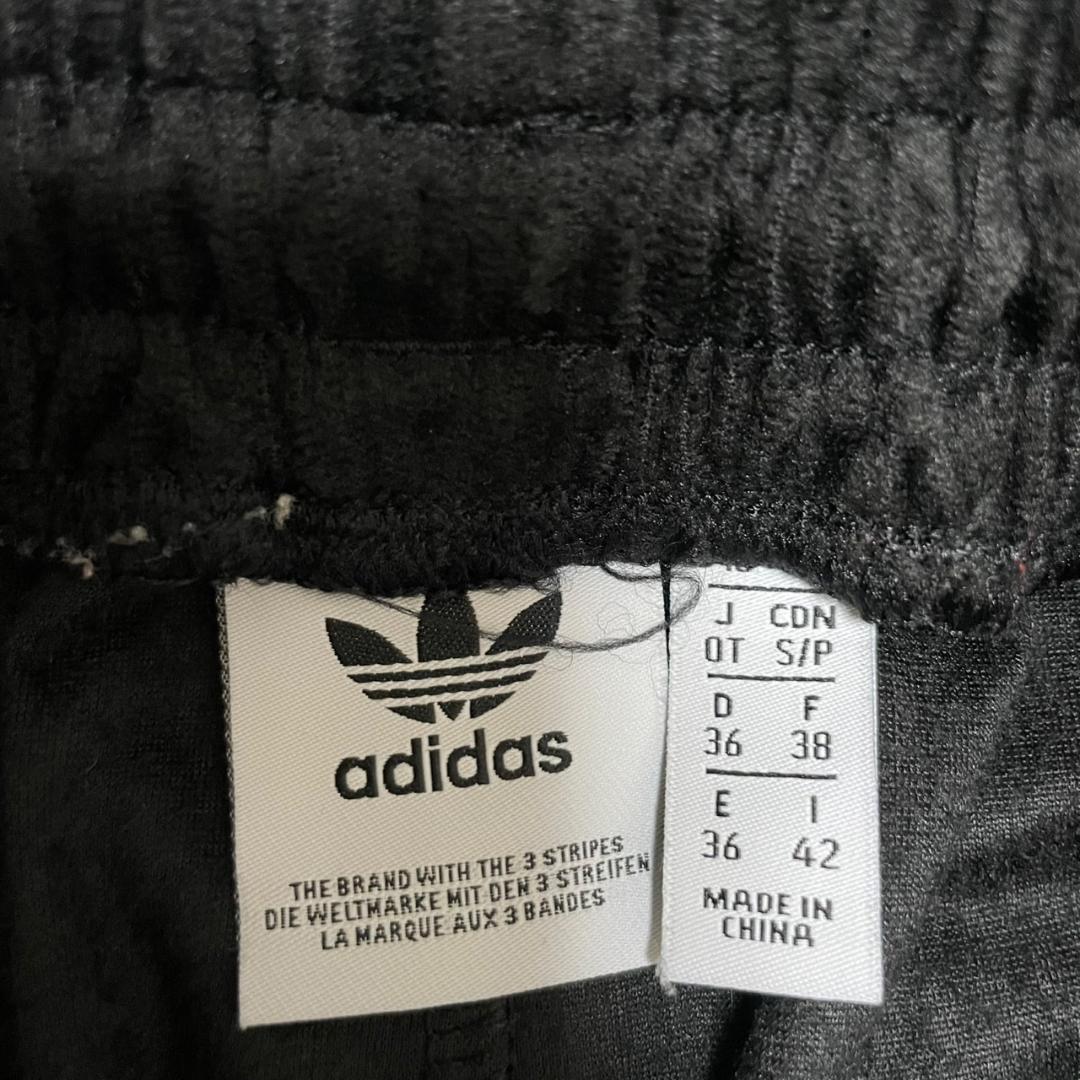 adidas
THE BRAND WITH THE 3 STRIPES
DIE WELTMARKE MIT DEN 3 STREIFEN
LA MARQUE AUX 3 BANDES
J CDN
OT S/P
D F
36 38
E I
36 42
MADE IN
CHINA